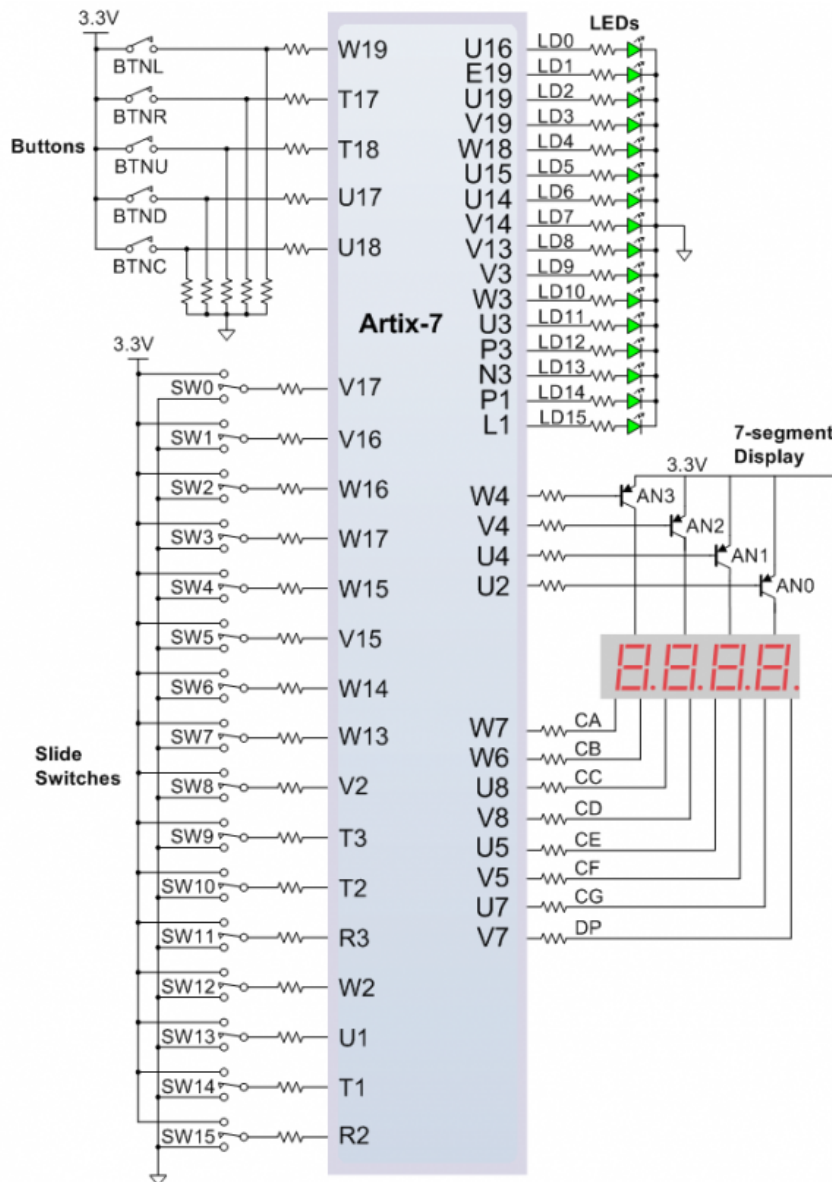 3.3V
BTNL
BTNR
Buttons
BTNU
BTND
BTNC
W19
T17
T18
U17
U18
Artix-7
3.3V
SW0
SW1
SW2
SW3
SW4
SW5
SW6
SW7
Slide
Switches
SW8
SW9
SW10
SW11
SW12
SW13
SW14
SW15
V17
V16
W16
W17
W15
V15
W14
W13
V2
T3
T2
R3
W2
U1
T1
R2
LEDs
U16 LD0
E19 LD1
U19 LD2
V19 LD3
W18 LD4
U15 LD5
U14 LD6
V14 LD7
V13 LD8
V3 LD9
W3 LD10
U3 LD11
P3 LD12
N3 LD13
P1 LD14
L1 LD15
7-segment
Display
3.3V
W4 AN3
V4 AN2
U4 AN1
U2 AN0
8.8.8.8.
W7 CA
W6 CB
U8 CC
V8 CD
U5 CE
V5 CF
U7 CG
V7 DP